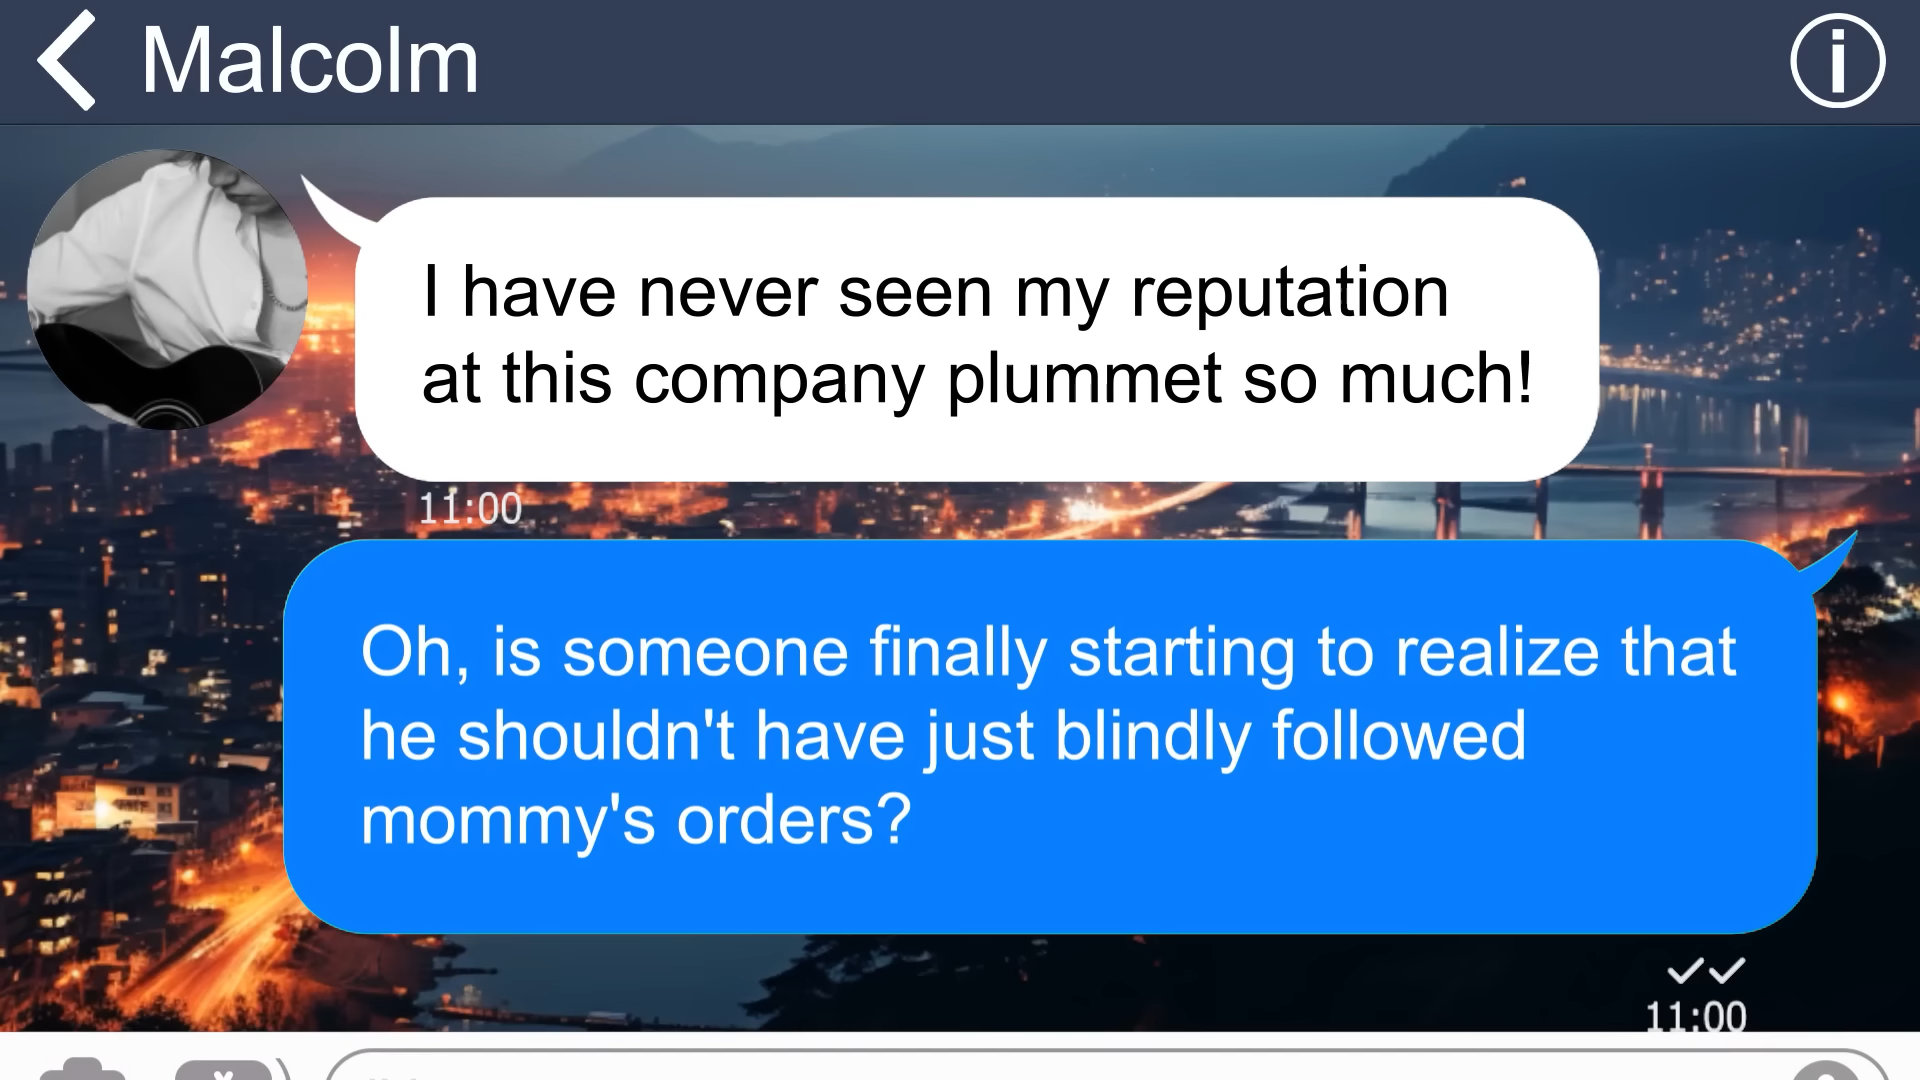 Malcolm
I have never seen my reputation
at this company plummet so much!
11:00
Oh, is someone finally starting to realize that
he shouldn't have just blindly followed
mommy's orders?
11:00